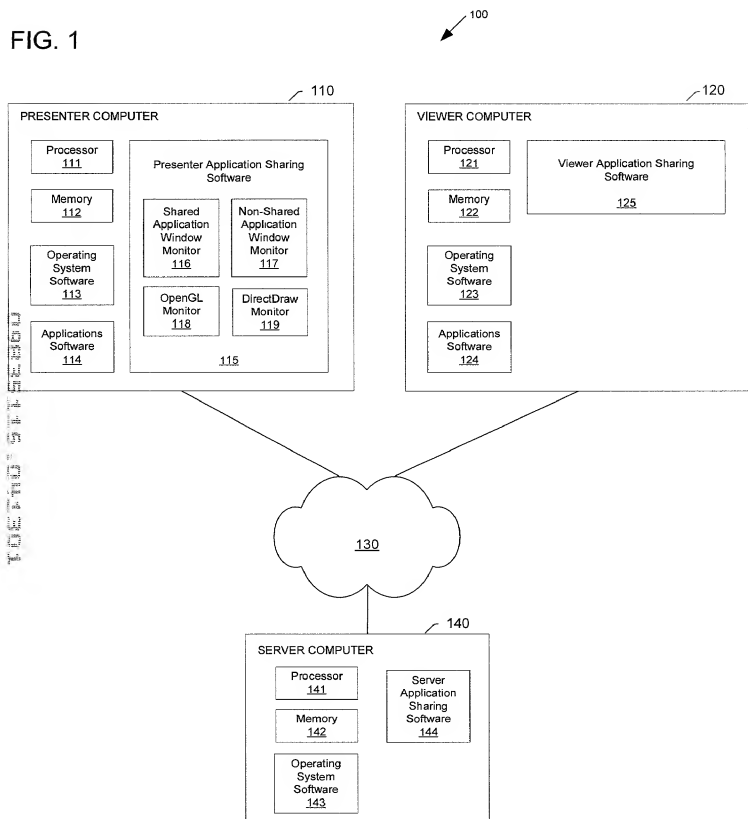 FIG. 1
100
110
PRESENTER COMPUTER
Processor
111
Memory
112
Operating
System
Software
113
Applications
Software
114
Presenter Application Sharing
Software
Shared
Application
Window
Monitor
116
Non-Shared
Application
Window
Monitor
117
OpenGL
Monitor
118
DirectDraw
Monitor
119
115
120
VIEWER COMPUTER
Processor
121
Memory
122
Operating
System
Software
123
Applications
Software
124
Viewer Application Sharing
Software
125
130
140
SERVER COMPUTER
Processor
141
Memory
142
Operating
System
Software
143
Server
Application
Sharing
Software
144